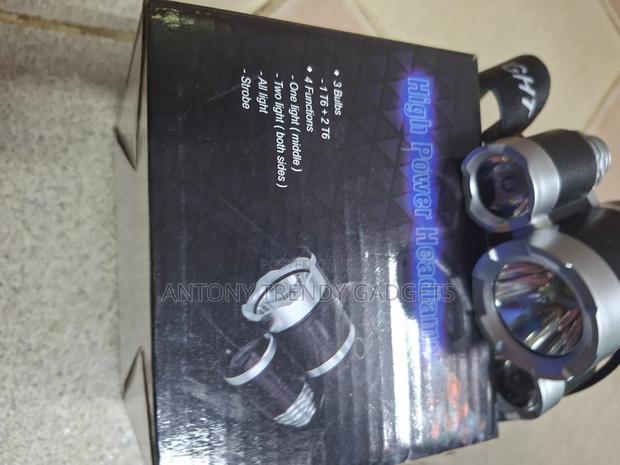 High Power Headlamp
◆ 3 Bulbs
- 1 T6 + 2 T6
◆ 4 Functions
- One light ( middle )
- Two light ( both sides )
- All light
- Strobe
GHT
ANTONY TRENDY GADGETS